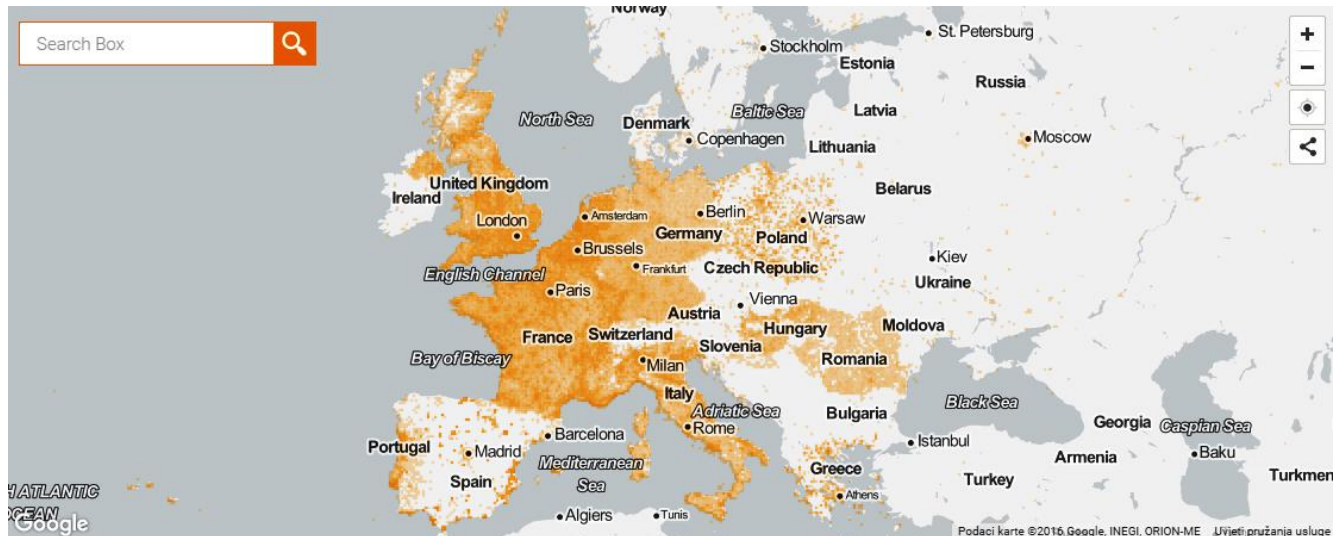 Search Box
Norway
Stockholm
St. Petersburg
Estonia
Russia
North Sea
Baltic Sea
Latvia
Denmark
Copenhagen
Moscow
Lithuania
United Kingdom
Ireland
Belarus
London
Amsterdam
Berlin
Warsaw
Germany
Poland
Brussels
English Channel
Frankfurt
Czech Republic
Kiev
Ukraine
Paris
Vienna
Austria
France
Switzerland
Slovenia
Hungary
Moldova
Bay of Biscay
Milan
Romania
Italy
Adriatic Sea
Rome
Bulgaria
Black Sea
Georgia
Caspian Sea
Portugal
Madrid
Barcelona
Istanbul
Armenia
Baku
Mediterranean
Sea
Spain
Greece
Turkey
Turkmen
Athens
H ATLANTIC
OCEAN
Google
Algiers
Tunis
Podaci karte ©2016 Google, INEGI, ORION-ME Uvjeti pružanja usluge